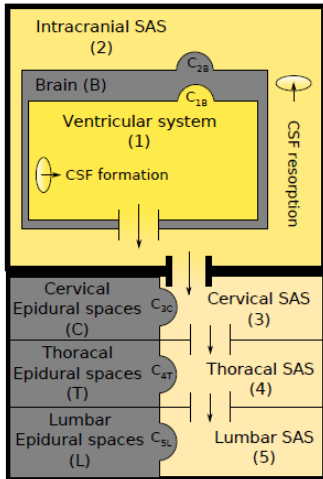 Intracranial SAS
(2)
C2B
Brain (B)
C1B
Ventricular system
(1)
CSF formation
CSF resorption
Cervical
Epidural spaces
(C)
C3C
Cervical SAS
(3)
Thoracal
Epidural spaces
(T)
C4T
Thoracal SAS
(4)
Lumbar
Epidural spaces
(L)
C5L
Lumbar SAS
(5)